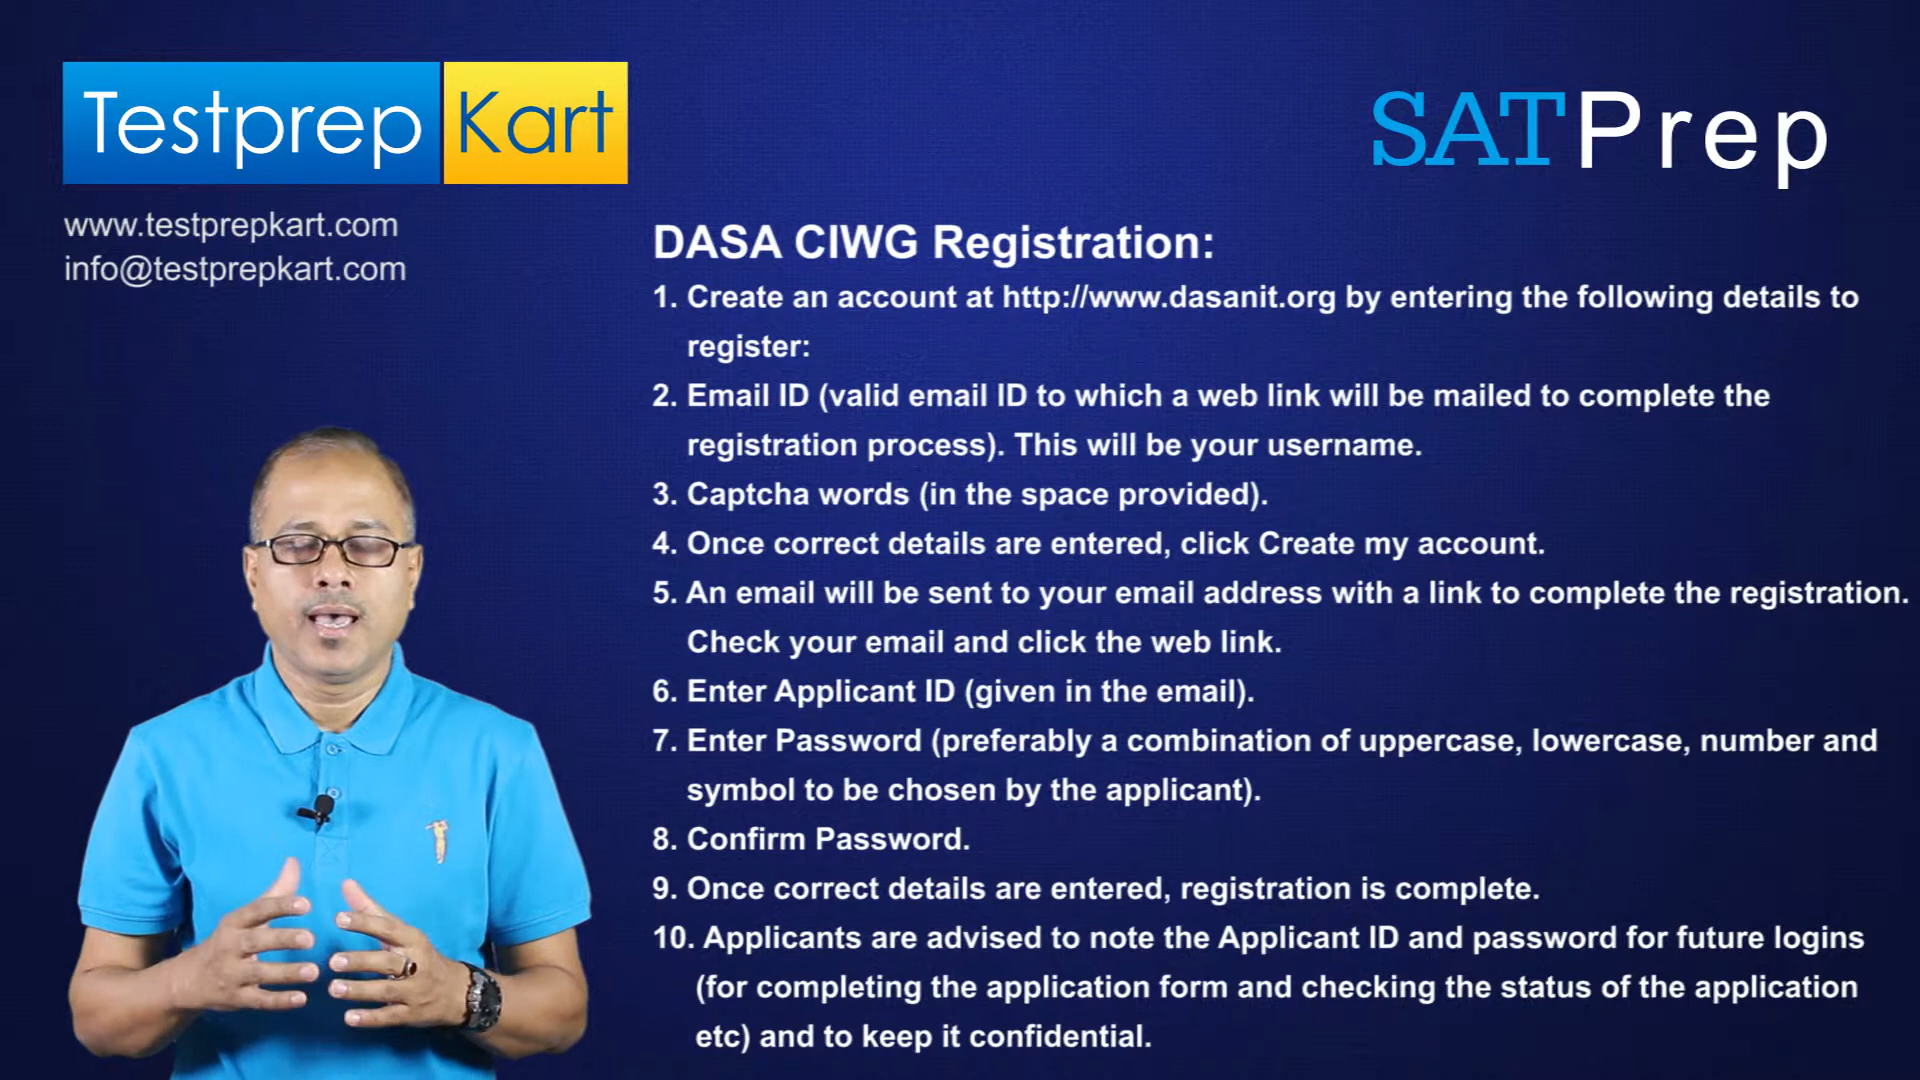 Testprep Kart
SAT Prep
www.testprepkart.com
info@testprepkart.com
DASA CIWG Registration:
1. Create an account at http://www.dasanit.org by entering the following details to
register:
2. Email ID (valid email ID to which a web link will be mailed to complete the
registration process). This will be your username.
3. Captcha words (in the space provided).
4. Once correct details are entered, click Create my account.
5. An email will be sent to your email address with a link to complete the registration.
Check your email and click the web link.
6. Enter Applicant ID (given in the email).
7. Enter Password (preferably a combination of uppercase, lowercase, number and
symbol to be chosen by the applicant).
8. Confirm Password.
9. Once correct details are entered, registration is complete.
10. Applicants are advised to note the Applicant ID and password for future logins
(for completing the application form and checking the status of the application
etc) and to keep it confidential.